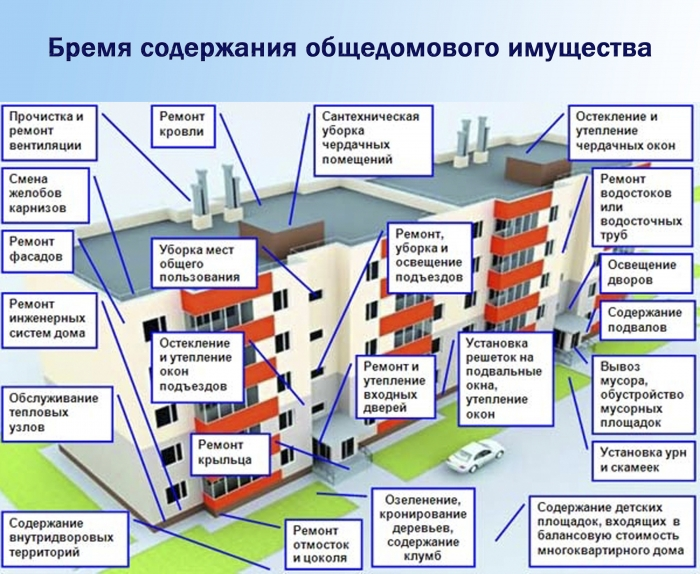 Бремя содержания общедомового имущества
Прочистка и
ремонт
вентиляции
Ремонт
кровли
Сантехническая
уборка
чердачных
помещений
Остекление и
утепление
чердачных окон
Смена
желобов
карнизов
Ремонт
водостоков
или
водосточных
труб
Ремонт
фасадов
Уборка мест
общего
пользования
Ремонт,
уборка и
освещение
подъездов
Освещение
дворов
Ремонт
инженерных
систем дома
Содержание
подвалов
Остекление
и утепление
окон
подъездов
Ремонт и
утепление
входных
дверей
Установка
решеток на
подвальные
окна,
утепление
окон
Вывоз
мусора,
обустройство
мусорных
площадок
Обслуживание
тепловых
узлов
Ремонт
крыльца
Установка урн
и скамеек
Содержание
внутридворовых
территорий
Ремонт
отмосток
и цоколя
Озеленение,
кронирование
деревьев,
содержание
клумб
Содержание детских
площадок, входящих в
балансовую стоимость
многоквартирного дома